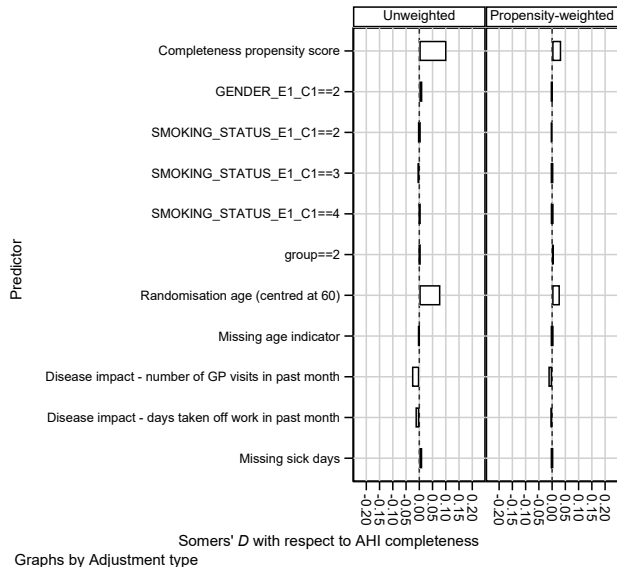 Unweighted
Propensity-weighted
Completeness propensity score
GENDER_E1_C1==2
SMOKING_STATUS_E1_C1==2
SMOKING_STATUS_E1_C1==3
SMOKING_STATUS_E1_C1==4
group==2
Randomisation age (centred at 60)
Missing age indicator
Disease impact - number of GP visits in past month
Disease impact - days taken off work in past month
Missing sick days
Predictor
-0.20
-0.15
-0.10
-0.05
0.00
0.05
0.10
0.15
0.20
-0.20
-0.15
-0.10
-0.05
0.00
0.05
0.10
0.15
0.20
Somers' D with respect to AHI completeness
Graphs by Adjustment type